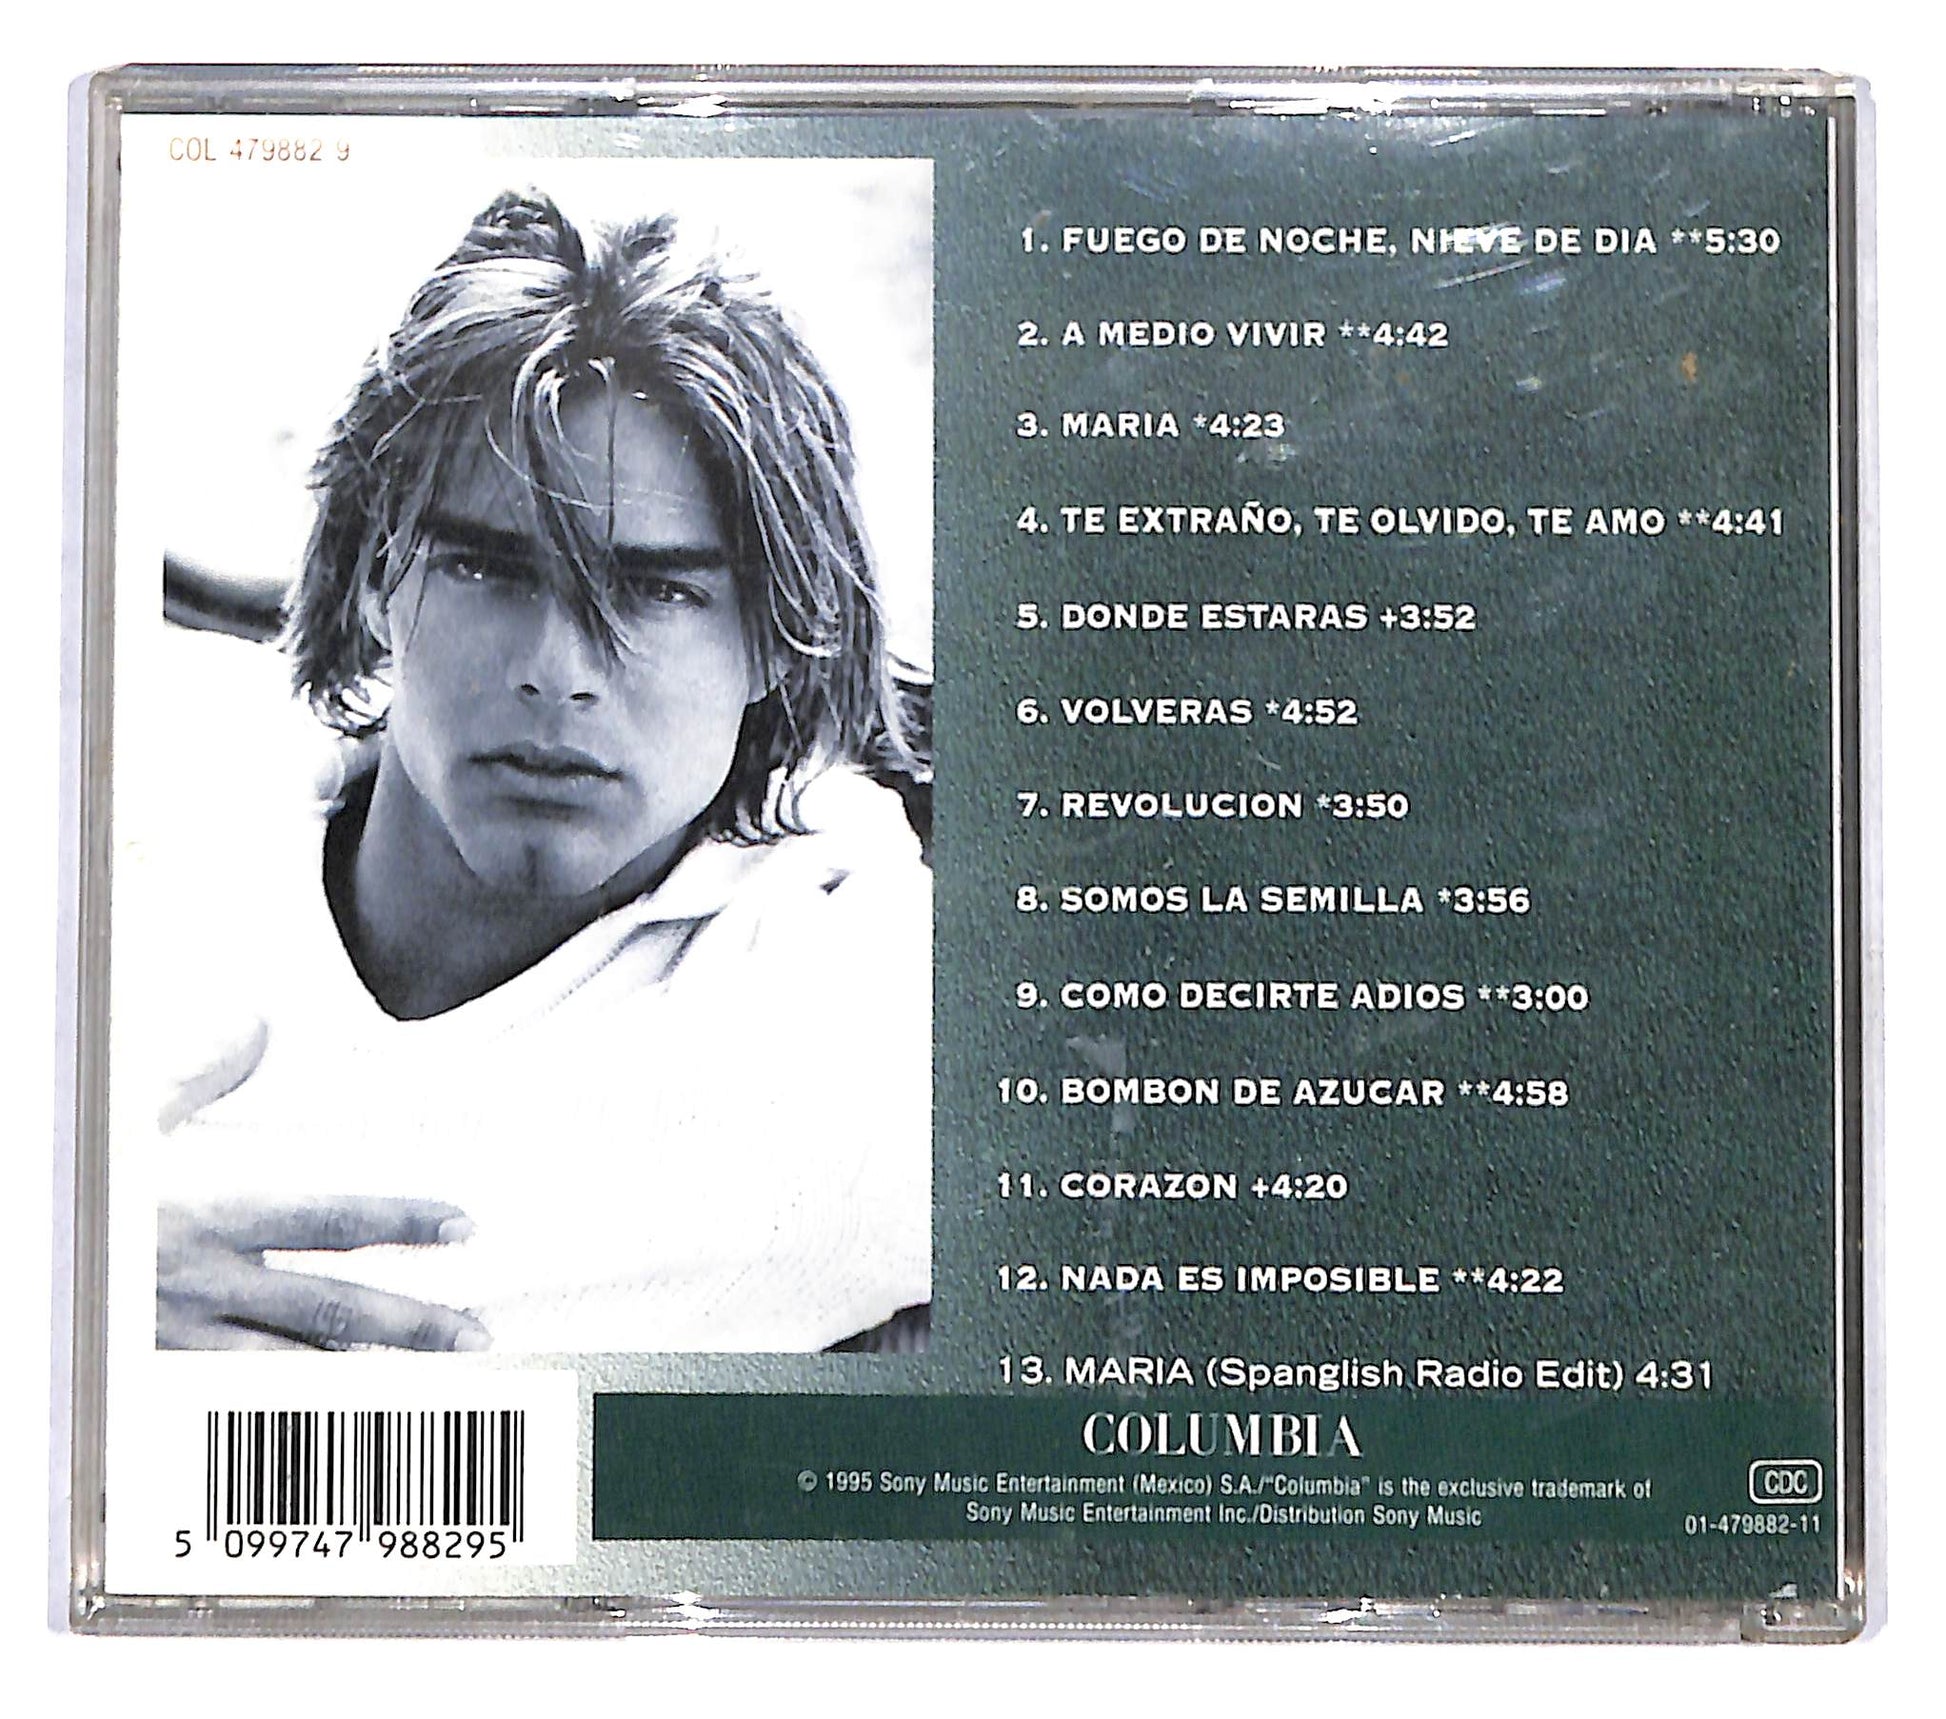 COL 479882 9
1. FUEGO DE NOCHE, NIEVE DE DIA **5:30
2. A MEDIO VIVIR **4:42
3. MARIA *4:23
4. TE EXTRAÑO, TE OLVIDO, TE AMO **4:41
5. DONDE ESTARAS +3:52
6. VOLVERAS *4:52
7. REVOLUCION *3:50
8. SOMOS LA SEMILLA *3:56
9. COMO DECIRTE ADIOS **3:00
10. BOMBON DE AZUCAR **4:58
11. CORAZON +4:20
12. NADA ES IMPOSIBLE **4:22
13. MARIA (Spanglish Radio Edit) 4:31
COLUMBIA
© 1995 Sony Music Entertainment (Mexico) S.A./"Columbia" is the exclusive trademark of
Sony Music Entertainment Inc./Distribution Sony Music
CDC
01-479882-11
5 099747 988295